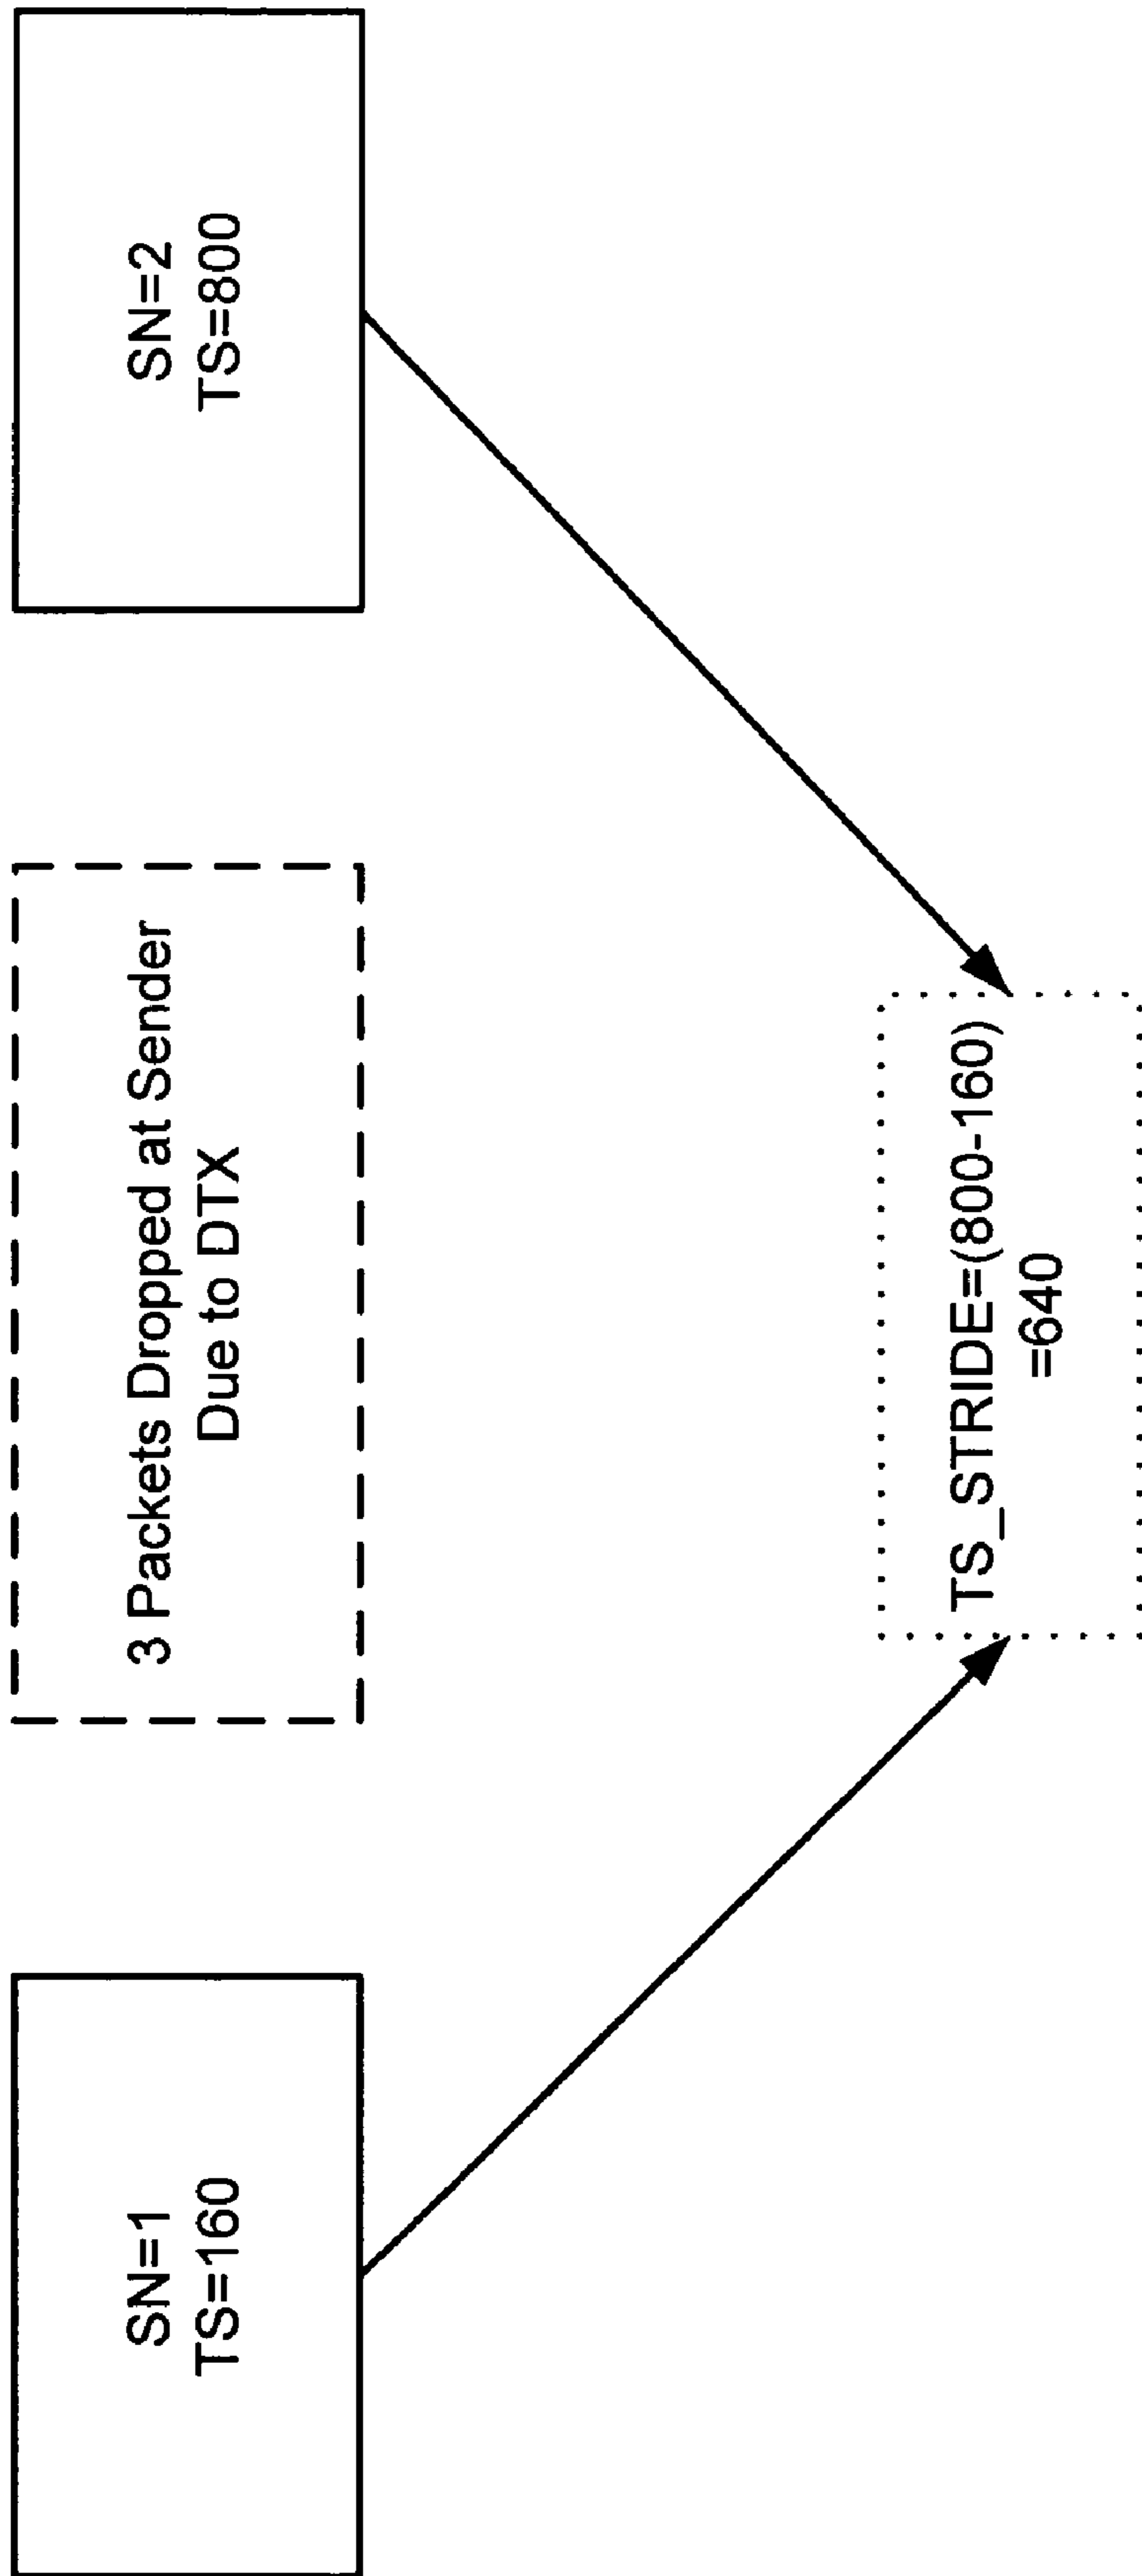 SN=1
TS=160
3 Packets Dropped at Sender
Due to DTX
SN=2
TS=800
TS_STRIDE=(800-160)
=640